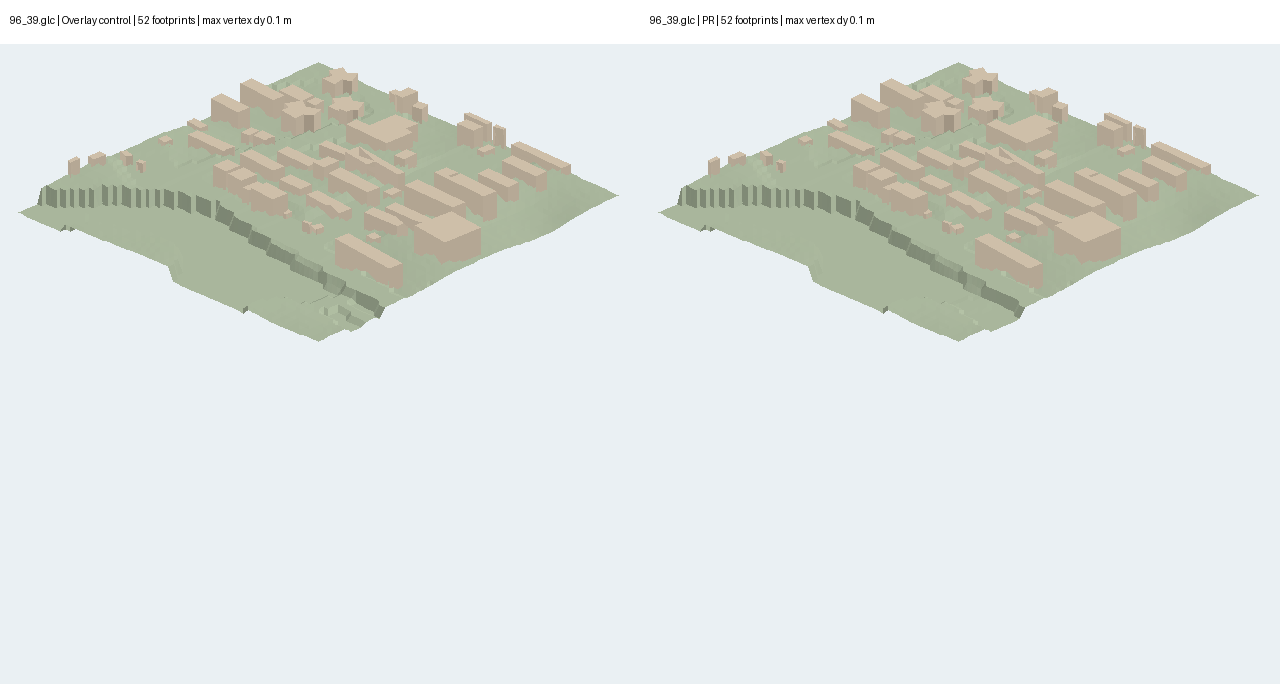 96_39.glc | Overlay control | 52 footprints | max vertex dy 0.1 m
96_39.glc | PR | 52 footprints | max vertex dy 0.1 m